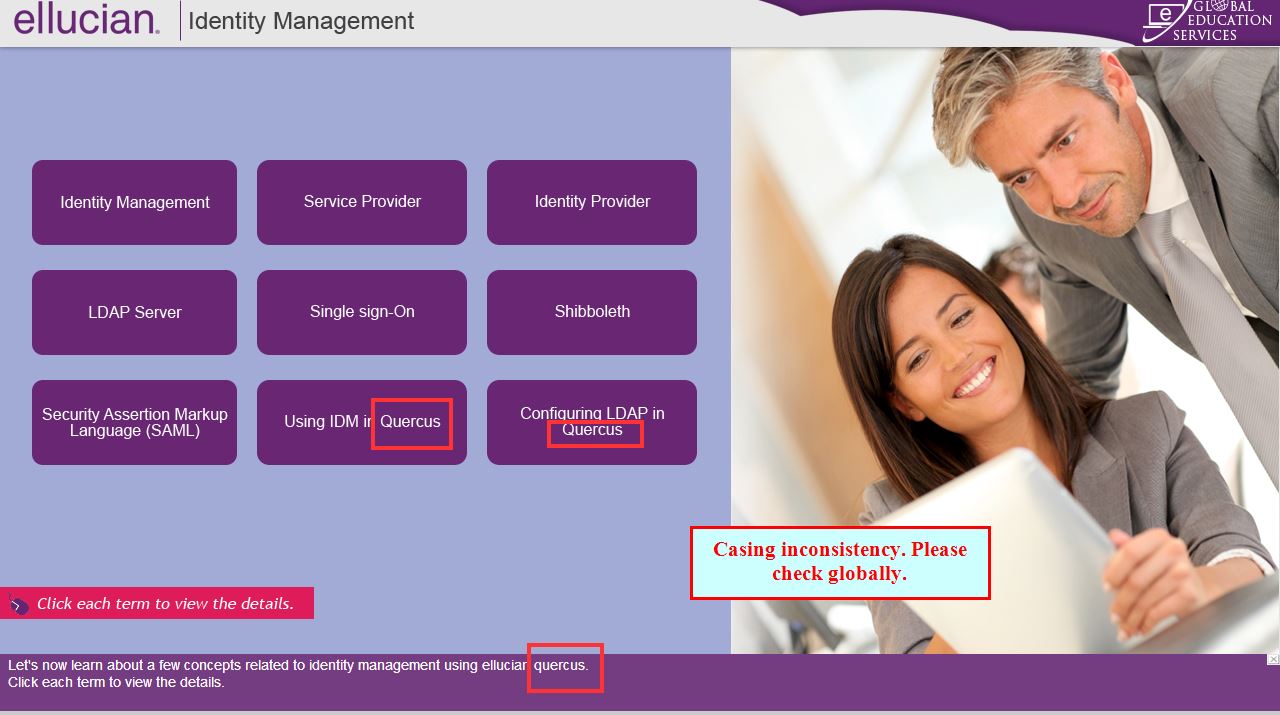 ellucian.
Identity Management
GLOBAL
EDUCATION
SERVICES
e
Identity Management
Service Provider
Identity Provider
LDAP Server
Single sign-On
Shibboleth
Security Assertion Markup
Language (SAML)
Using IDM in Quercus
Configuring LDAP in
Quercus
Casing inconsistency. Please
check globally.
Click each term to view the details.
Let's now learn about a few concepts related to identity management using ellucian quercus.
Click each term to view the details.